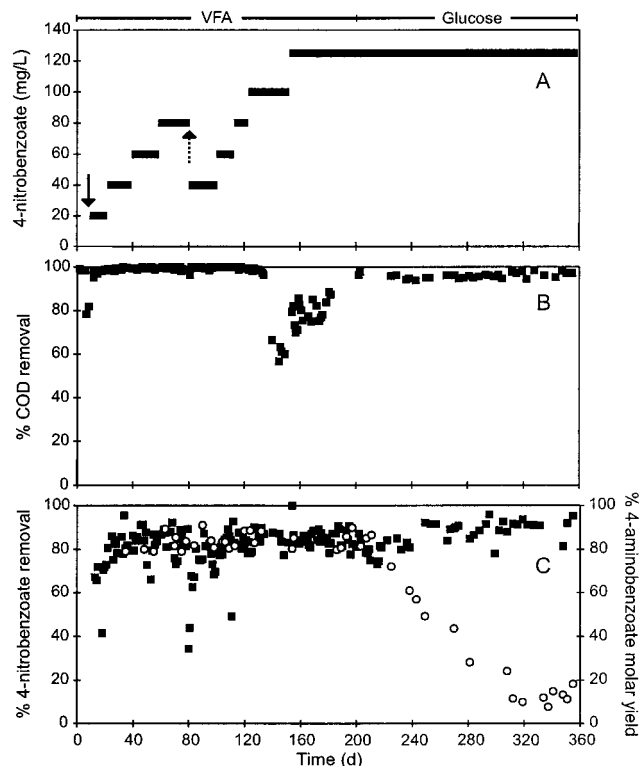 VFA Glucose
140
120
100
80
60
40
20
0
4-nitrobenzoate (mg/L)
A
100
80
60
40
20
0
% COD removal
B
100
80
60
40
20
0
% 4-nitrobenzoate removal
C
100
80
60
40
20
0
% 4-aminobenzoate molar yield
0 40 80 120 160 200 240 280 320 360
Time (d)